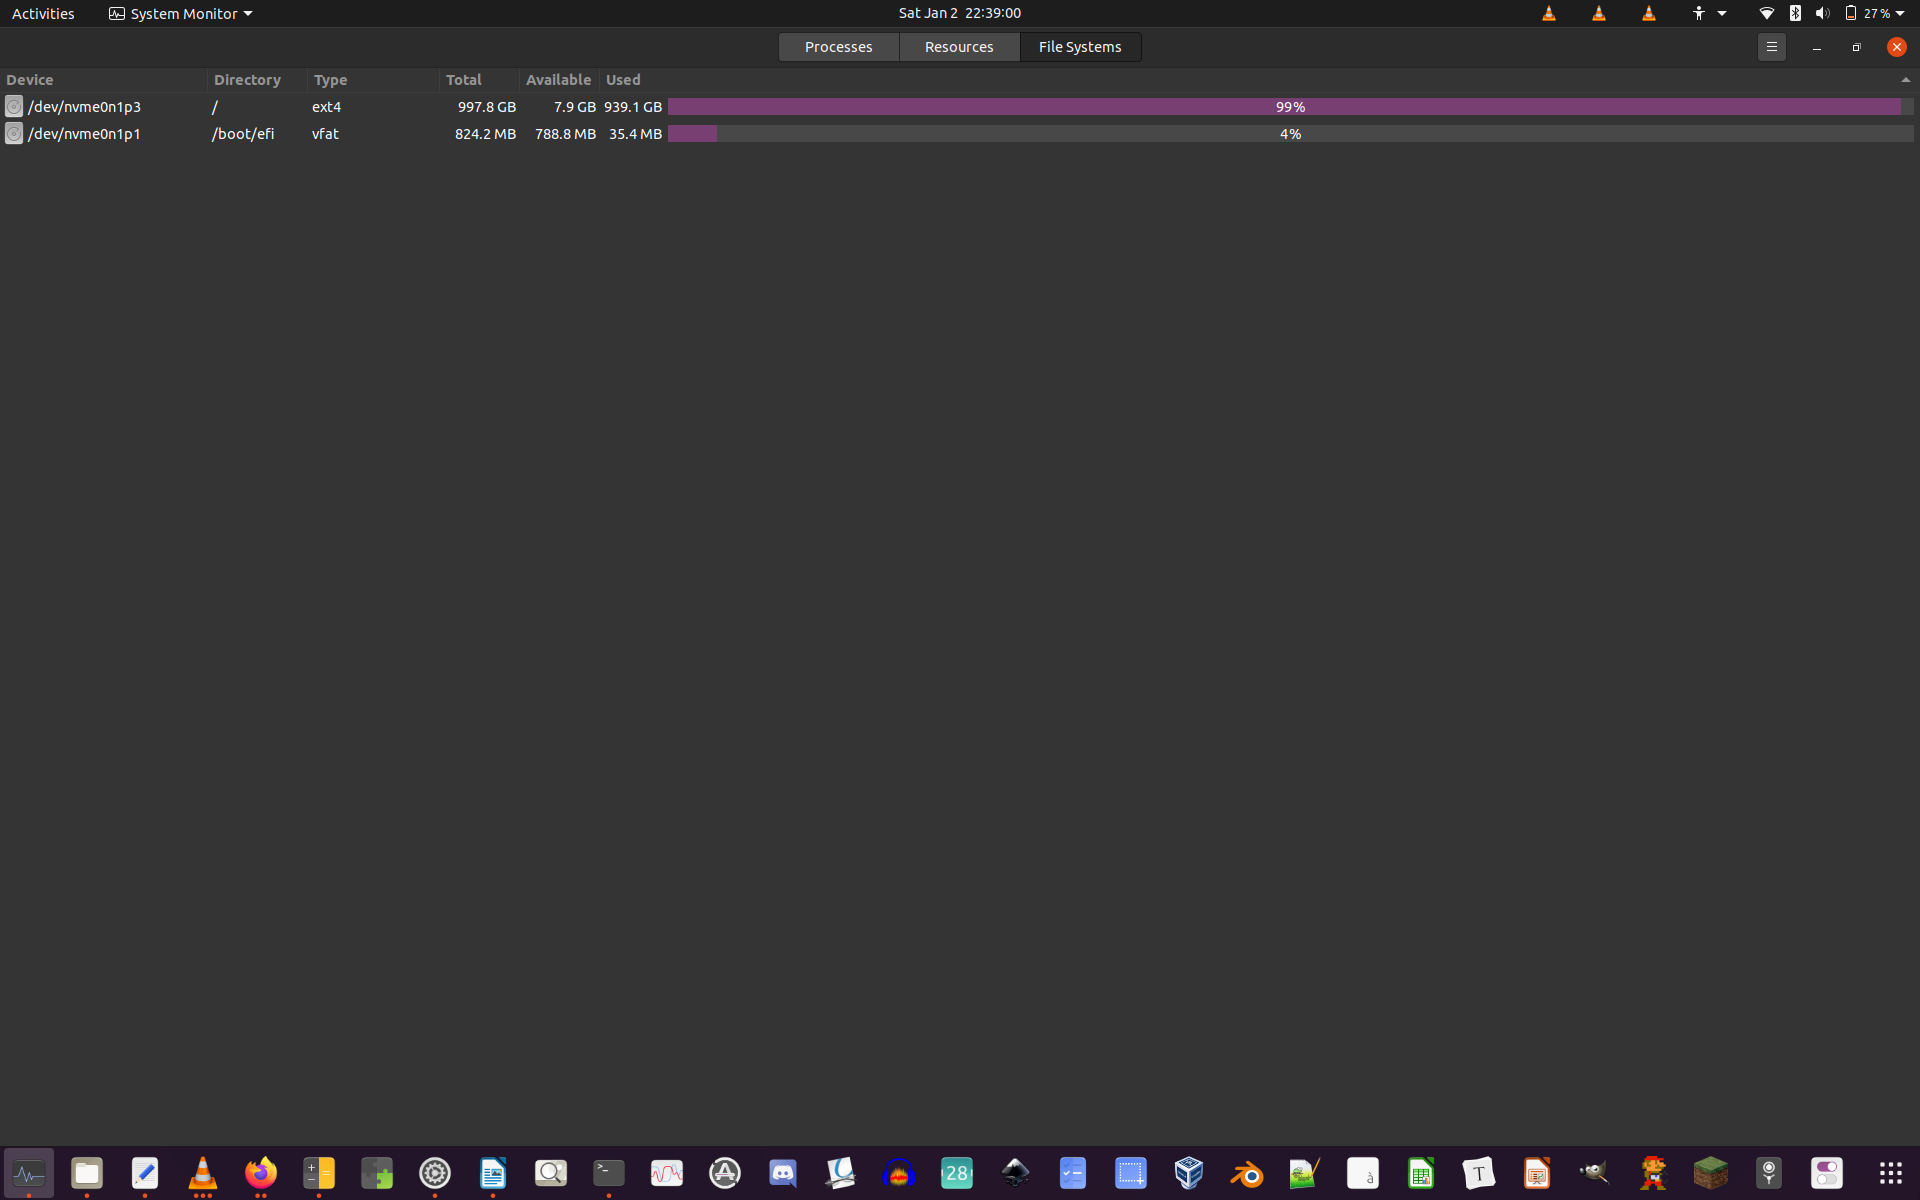 Activities System Monitor Sat Jan 2 22:39:00 27 %
Processes Resources File Systems
Device Directory Type Total Available Used
/dev/nvme0n1p3 / ext4 997.8 GB 7.9 GB 939.1 GB 99%
/dev/nvme0n1p1 /boot/efi vfat 824.2 MB 788.8 MB 35.4 MB 4%
+ − = >_ A 28 à T